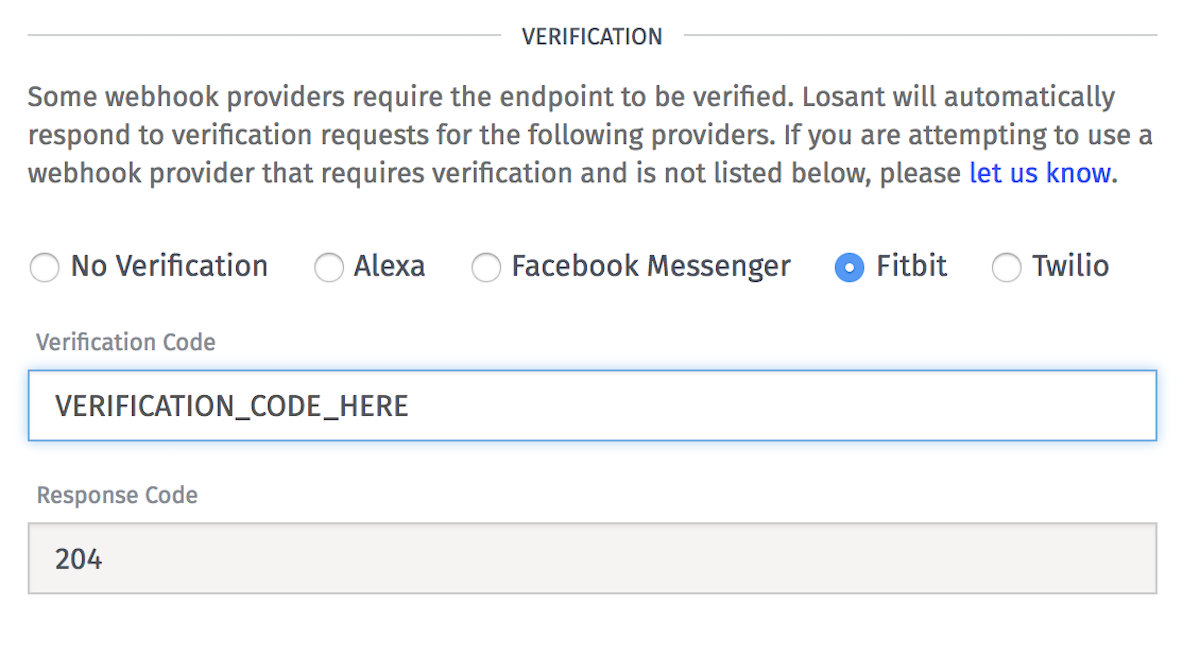 VERIFICATION
Some webhook providers require the endpoint to be verified. Losant will automatically
respond to verification requests for the following providers. If you are attempting to use a
webhook provider that requires verification and is not listed below, please let us know.
No Verification Alexa Facebook Messenger Fitbit Twilio
Verification Code
VERIFICATION_CODE_HERE
Response Code
204